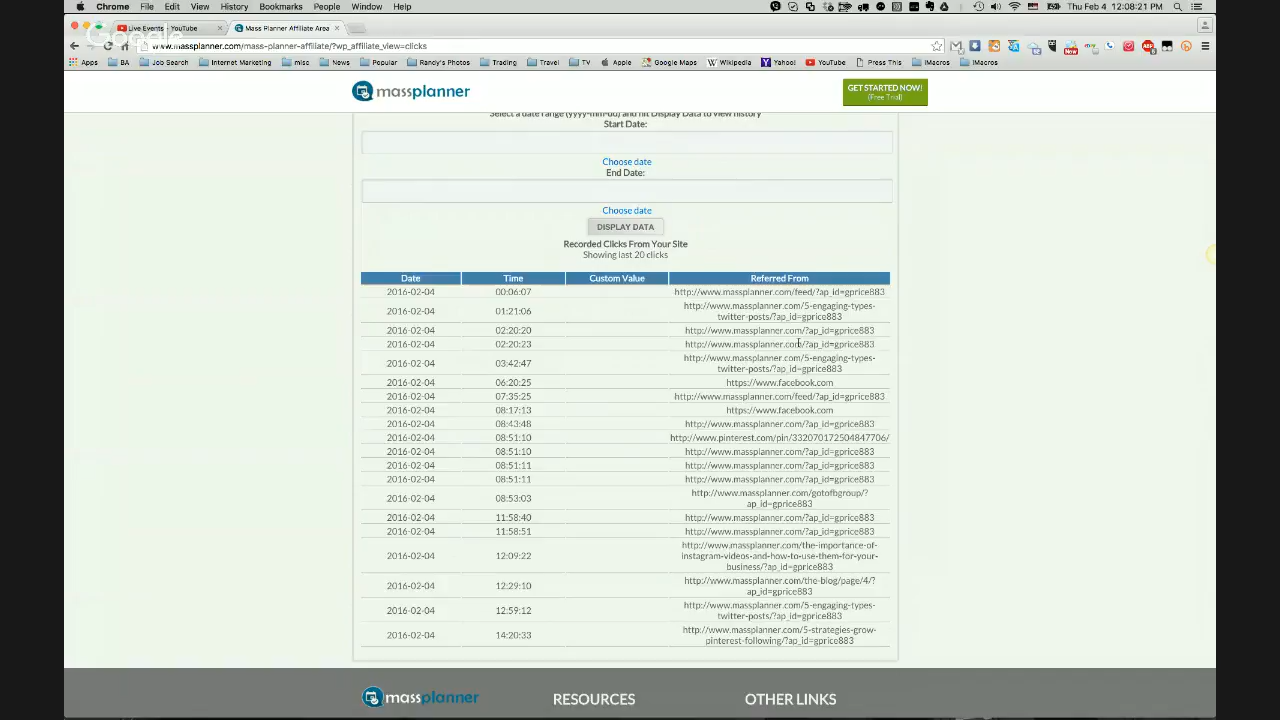 Chrome File Edit View History Bookmarks People Window Help Thu Feb 4 12:08:21 PM
Live Events - YouTube Mass Planner Affiliate Area
Google
www.massplanner.com/mass-planner-affiliate/?wp_affiliate_view=clicks
Apps BA Job Search Internet Marketing misc News Popular Randy's Photos Trading Travel TV Apple Google Maps Wikipedia Yahoo! YouTube Press This iMacros iMacros
massplanner
GET STARTED NOW!
(Free Trial)
Select a date range (yyyy-mm-dd) and hit Display Data to view history
Start Date:
Choose date
End Date:
Choose date
DISPLAY DATA
Recorded Clicks From Your Site
Showing last 20 clicks
Date Time Custom Value Referred From
2016-02-04 00:06:07 http://www.massplanner.com/feed/?ap_id=gprice883
2016-02-04 01:21:06 http://www.massplanner.com/5-engaging-types-
twitter-posts/?ap_id=gprice883
2016-02-04 02:20:20 http://www.massplanner.com/?ap_id=gprice883
2016-02-04 02:20:23 http://www.massplanner.com/?ap_id=gprice883
2016-02-04 03:42:47 http://www.massplanner.com/5-engaging-types-
twitter-posts/?ap_id=gprice883
2016-02-04 06:20:25 https://www.facebook.com
2016-02-04 07:35:25 http://www.massplanner.com/feed/?ap_id=gprice883
2016-02-04 08:17:13 https://www.facebook.com
2016-02-04 08:43:48 http://www.massplanner.com/?ap_id=gprice883
2016-02-04 08:51:10 http://www.pinterest.com/pin/332070172504847706/
2016-02-04 08:51:10 http://www.massplanner.com/?ap_id=gprice883
2016-02-04 08:51:11 http://www.massplanner.com/?ap_id=gprice883
2016-02-04 08:51:11 http://www.massplanner.com/?ap_id=gprice883
2016-02-04 08:53:03 http://www.massplanner.com/gotofbgroup/?
ap_id=gprice883
2016-02-04 11:58:40 http://www.massplanner.com/?ap_id=gprice883
2016-02-04 11:58:51 http://www.massplanner.com/?ap_id=gprice883
2016-02-04 12:09:22 http://www.massplanner.com/the-importance-of-
instagram-videos-and-how-to-use-them-for-your-
business/?ap_id=gprice883
2016-02-04 12:29:10 http://www.massplanner.com/the-blog/page/4/?
ap_id=gprice883
2016-02-04 12:59:12 http://www.massplanner.com/5-engaging-types-
twitter-posts/?ap_id=gprice883
2016-02-04 14:20:33 http://www.massplanner.com/5-strategies-grow-
pinterest-following/?ap_id=gprice883
massplanner RESOURCES OTHER LINKS